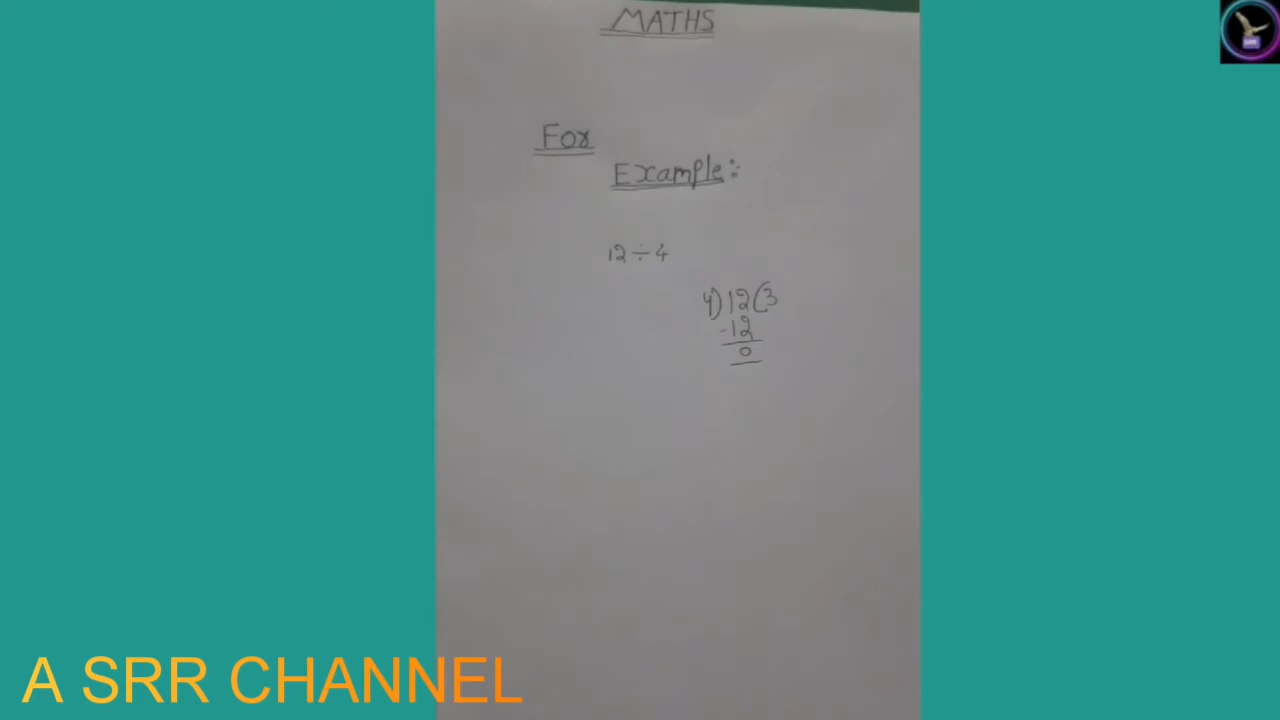 MATHS
For
Example:-
12 ÷ 4
4) 12 (3
-12
0
A SRR CHANNEL